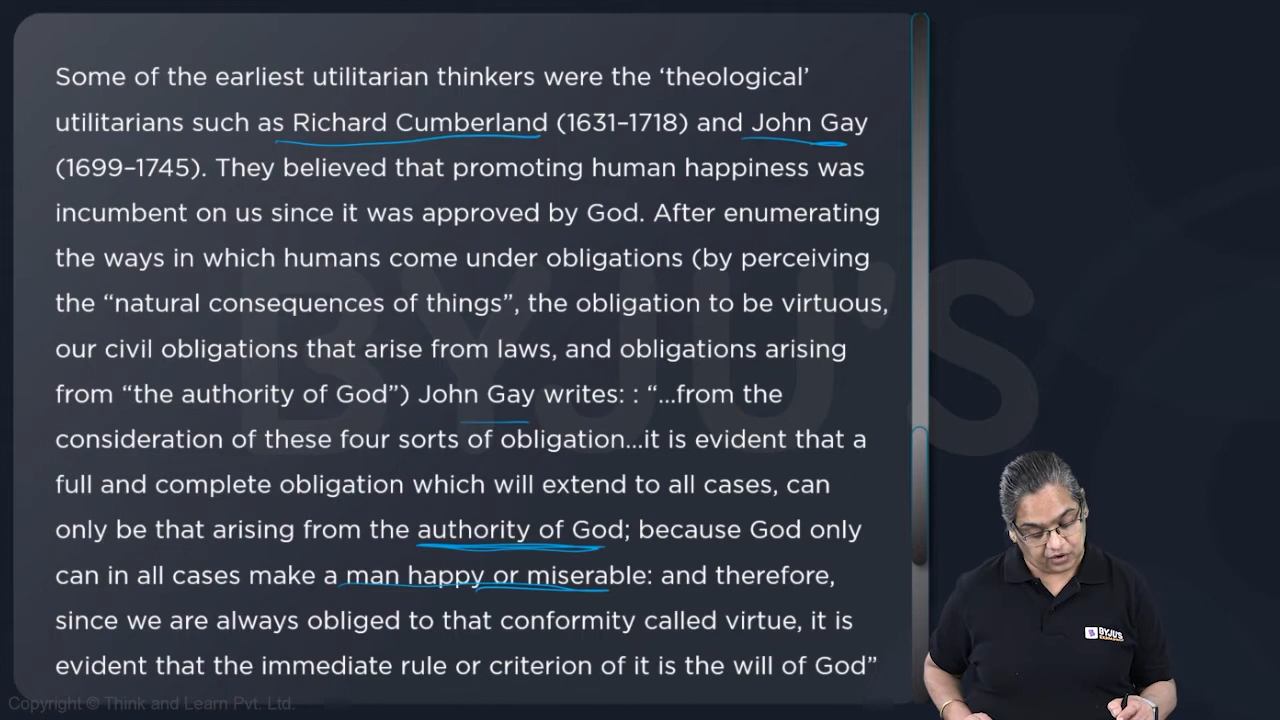 Some of the earliest utilitarian thinkers were the ‘theological’
utilitarians such as Richard Cumberland (1631–1718) and John Gay
(1699–1745). They believed that promoting human happiness was
incumbent on us since it was approved by God. After enumerating
the ways in which humans come under obligations (by perceiving
the “natural consequences of things”, the obligation to be virtuous,
our civil obligations that arise from laws, and obligations arising
from “the authority of God”) John Gay writes: : “...from the
consideration of these four sorts of obligation...it is evident that a
full and complete obligation which will extend to all cases, can
only be that arising from the authority of God; because God only
can in all cases make a man happy or miserable: and therefore,
since we are always obliged to that conformity called virtue, it is
evident that the immediate rule or criterion of it is the will of God”
BYJU'S
BYJU'S
Copyright © Think and Learn Pvt. Ltd.